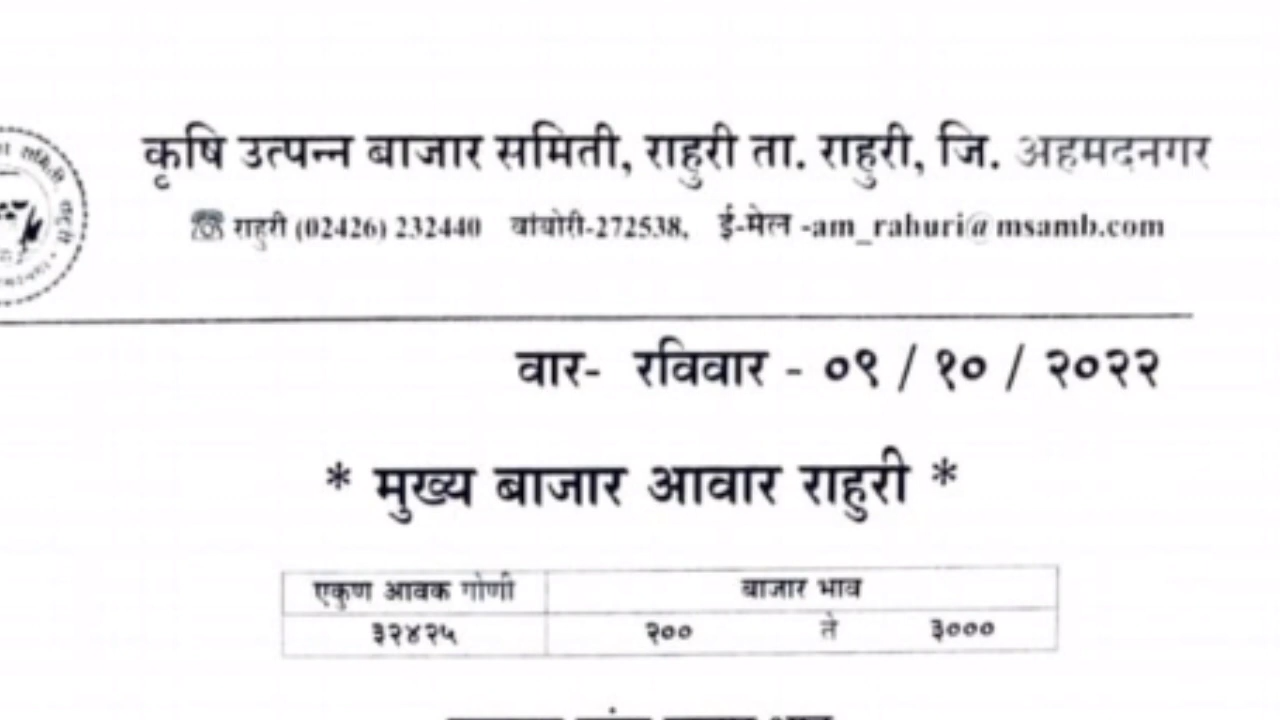 कृषि उत्पन्न बाजार समिती, राहुरी ता. राहुरी, जि. अहमदनगर
☏ राहुरी (02426) 232440 वांबोरी-272538, ई-मेल -am_rahuri@msamb.com
वार- रविवार - ०९ / १० / २०२२
* मुख्य बाजार आवार राहुरी *
एकुण आवक गोणी बाजार भाव
३२४२५ २०० ते ३०००